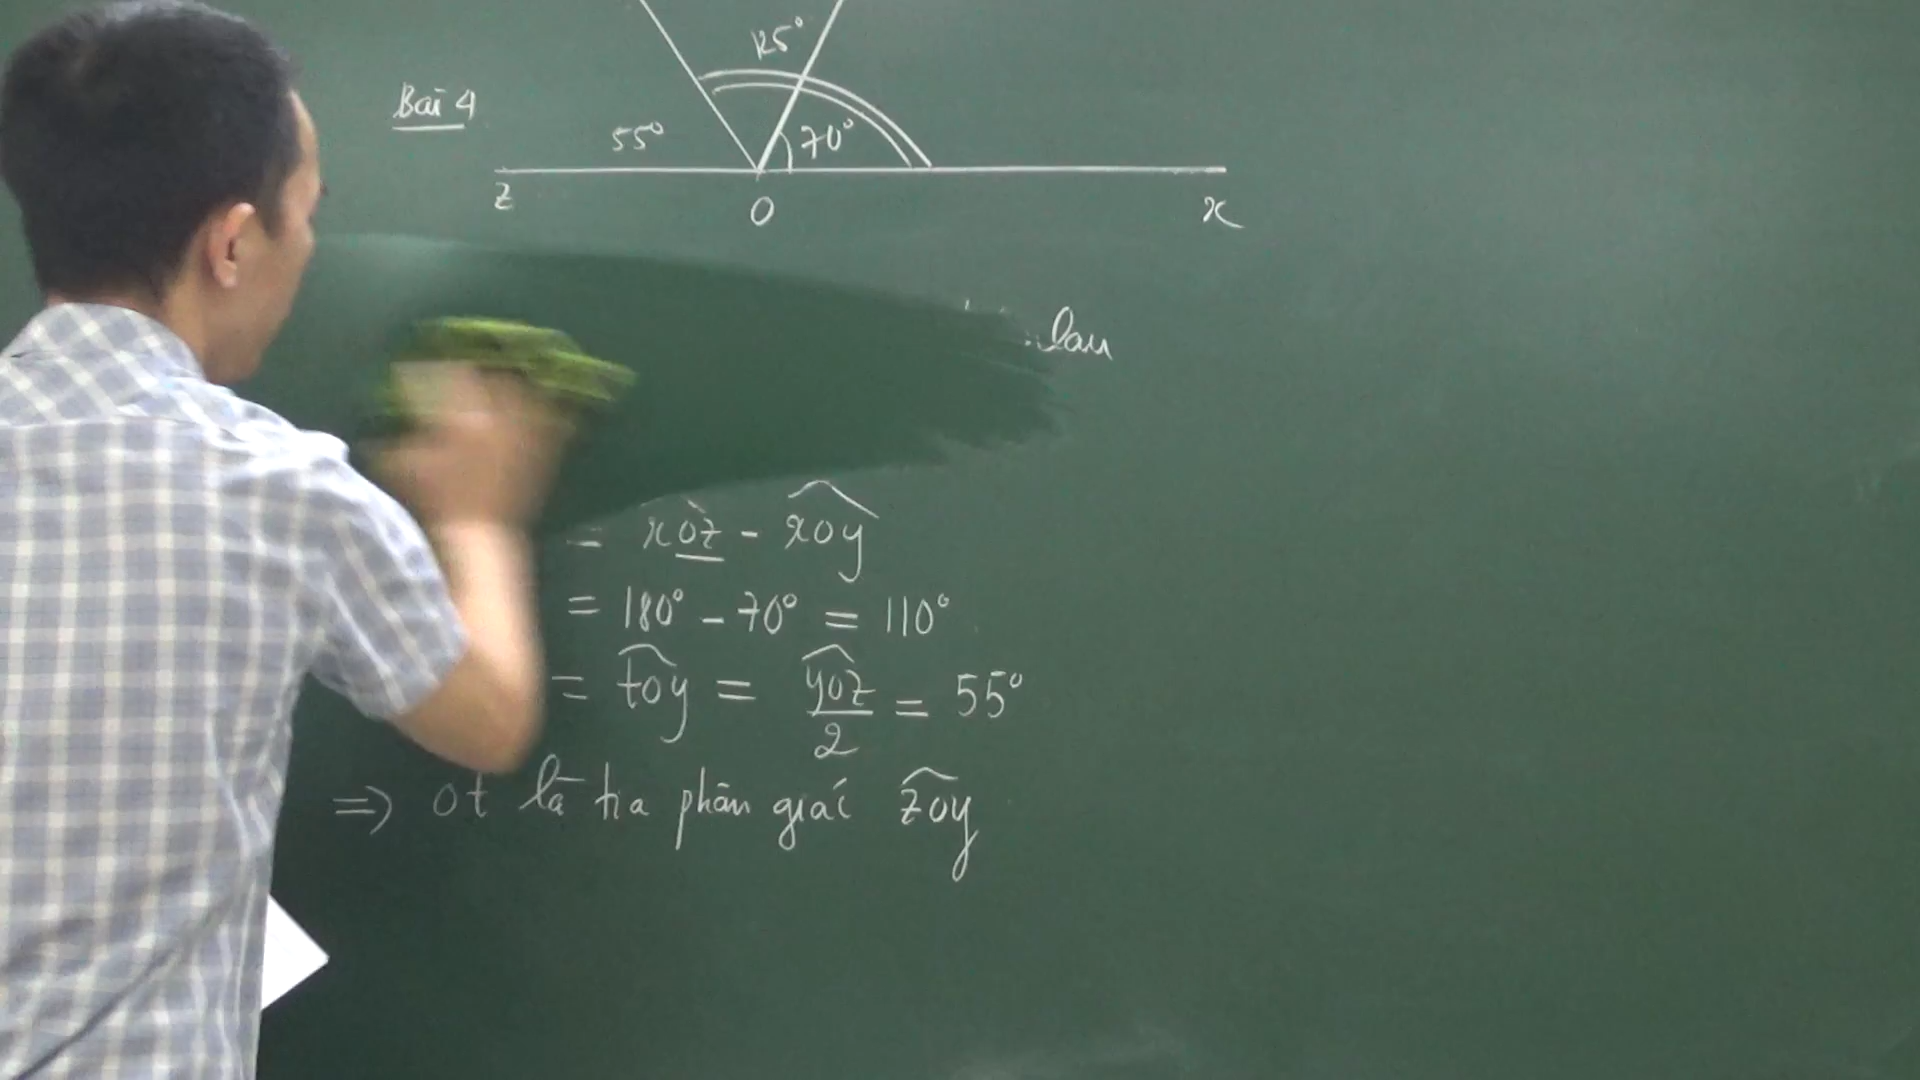 125°
Bài 4
55° 70°
z O x
lau
= xOz - xOy
= 180° - 70° = 110°
= tOy = yOz/2 = 55°
=> Ot là tia phân giác zOy